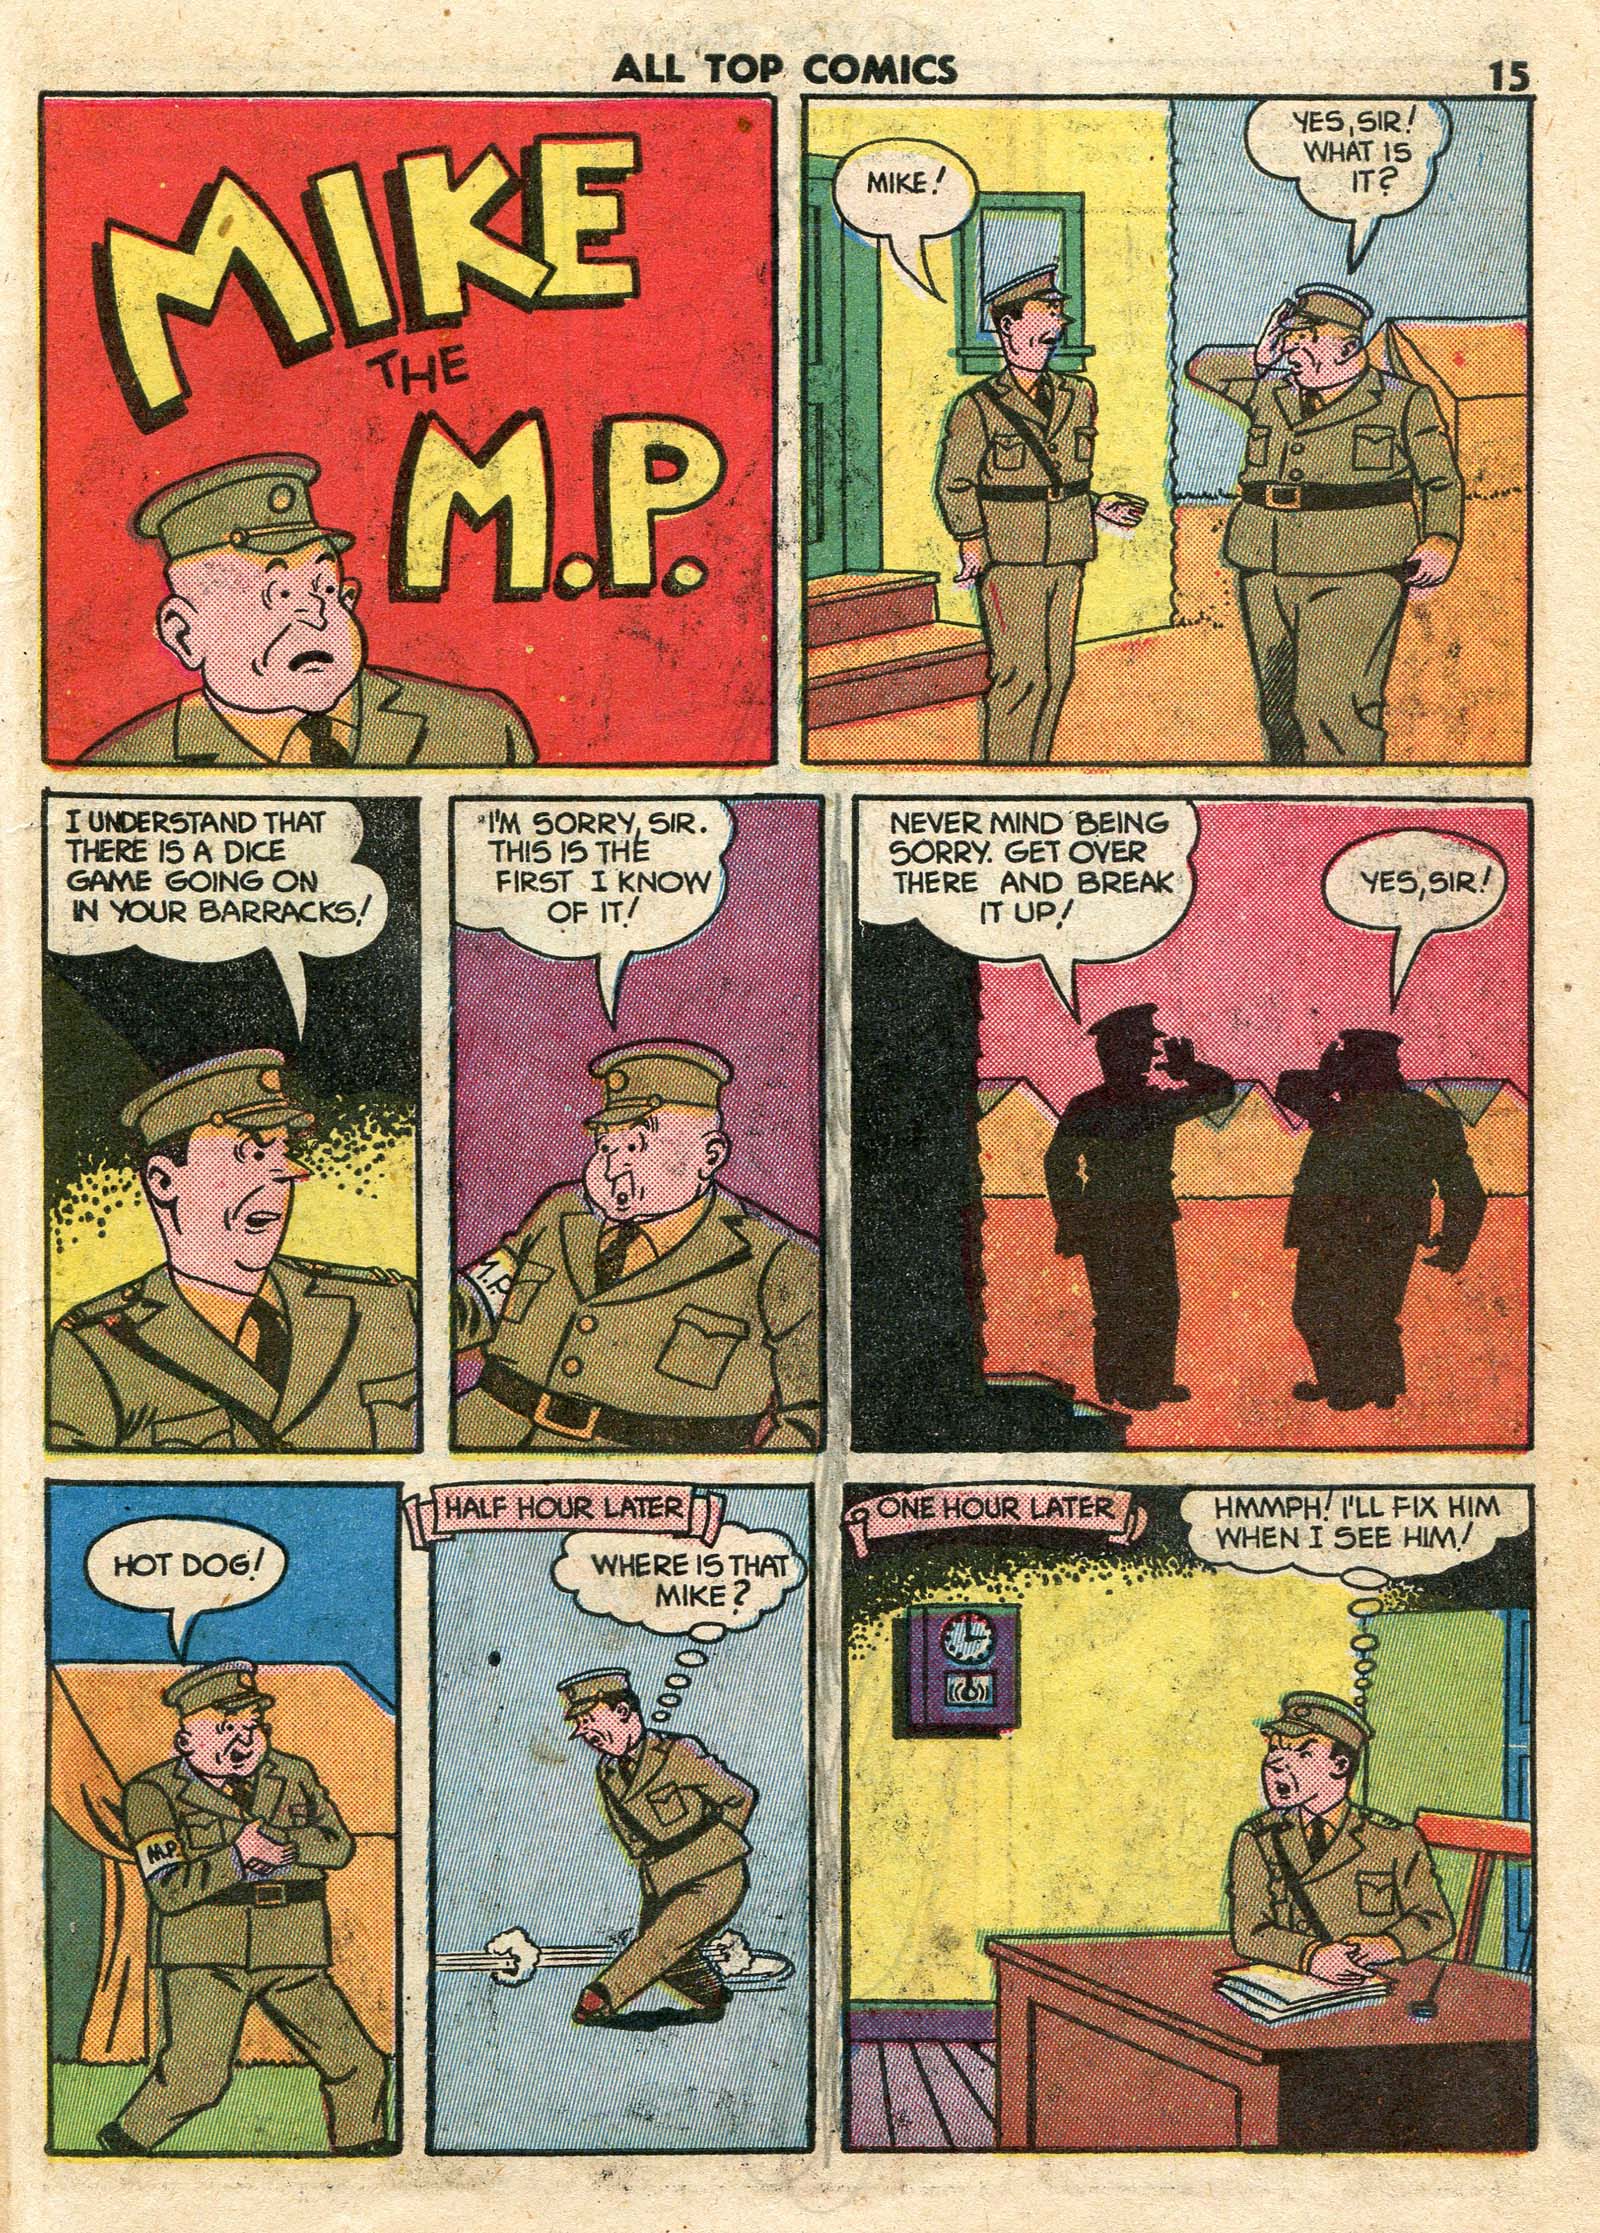 ALL TOP COMICS
15
MIKE
THE
M.P.
MIKE!
YES, SIR!
WHAT IS
IT?
I UNDERSTAND THAT
THERE IS A DICE
GAME GOING ON
IN YOUR BARRACKS!
I'M SORRY, SIR.
THIS IS THE
FIRST I KNOW
OF IT!
M.P.
NEVER MIND BEING
SORRY. GET OVER
THERE AND BREAK
IT UP!
YES, SIR!
HOT DOG!
M.P.
HALF HOUR LATER
WHERE IS THAT
MIKE?
ONE HOUR LATER
HMMPH! I'LL FIX HIM
WHEN I SEE HIM!